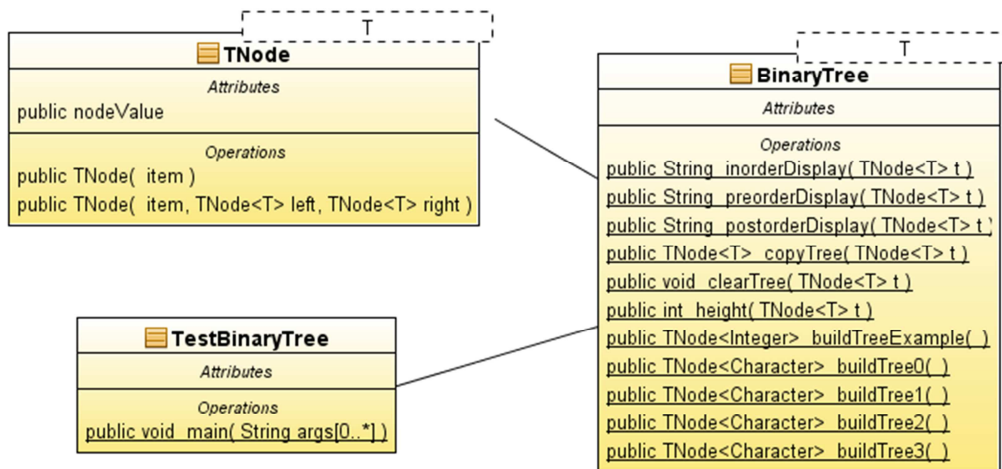 T
TNode
Attributes
public nodeValue
Operations
public TNode( item )
public TNode( item, TNode<T> left, TNode<T> right )
T
BinaryTree
Attributes
Operations
public String inorderDisplay( TNode<T> t )
public String preorderDisplay( TNode<T> t )
public String postorderDisplay( TNode<T> t )
public TNode<T> copyTree( TNode<T> t )
public void clearTree( TNode<T> t )
public int height( TNode<T> t )
public TNode<Integer> buildTreeExample( )
public TNode<Character> buildTree0( )
public TNode<Character> buildTree1( )
public TNode<Character> buildTree2( )
public TNode<Character> buildTree3( )
TestBinaryTree
Attributes
Operations
public void main( String args[0..*] )